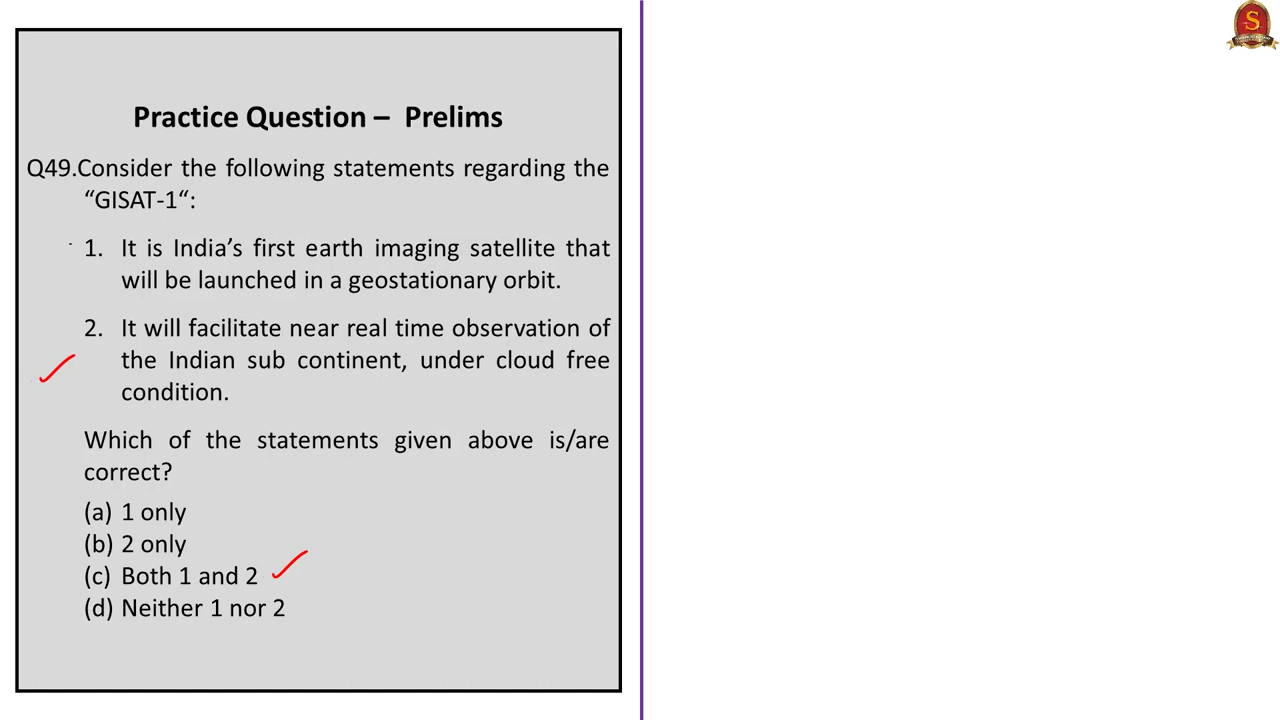 Practice Question – Prelims
Q49.Consider the following statements regarding the
“GISAT-1“:
1. It is India’s first earth imaging satellite that
will be launched in a geostationary orbit.
2. It will facilitate near real time observation of
the Indian sub continent, under cloud free
condition.
Which of the statements given above is/are
correct?
(a) 1 only
(b) 2 only
(c) Both 1 and 2
(d) Neither 1 nor 2
S